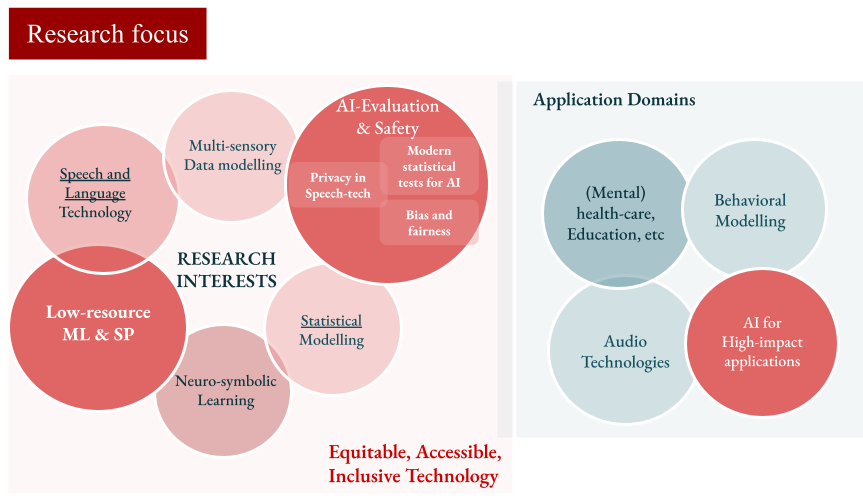 Research focus
AI-Evaluation
& Safety
Modern
statistical
tests for AI
Privacy in
Speech-tech
Bias and
fairness
Multi-sensory
Data modelling
Speech and
Language
Technology
RESEARCH
INTERESTS
Low-resource
ML & SP
Statistical
Modelling
Neuro-symbolic
Learning
Equitable, Accessible,
Inclusive Technology
Application Domains
(Mental)
health-care,
Education, etc
Behavioral
Modelling
Audio
Technologies
AI for
High-impact
applications